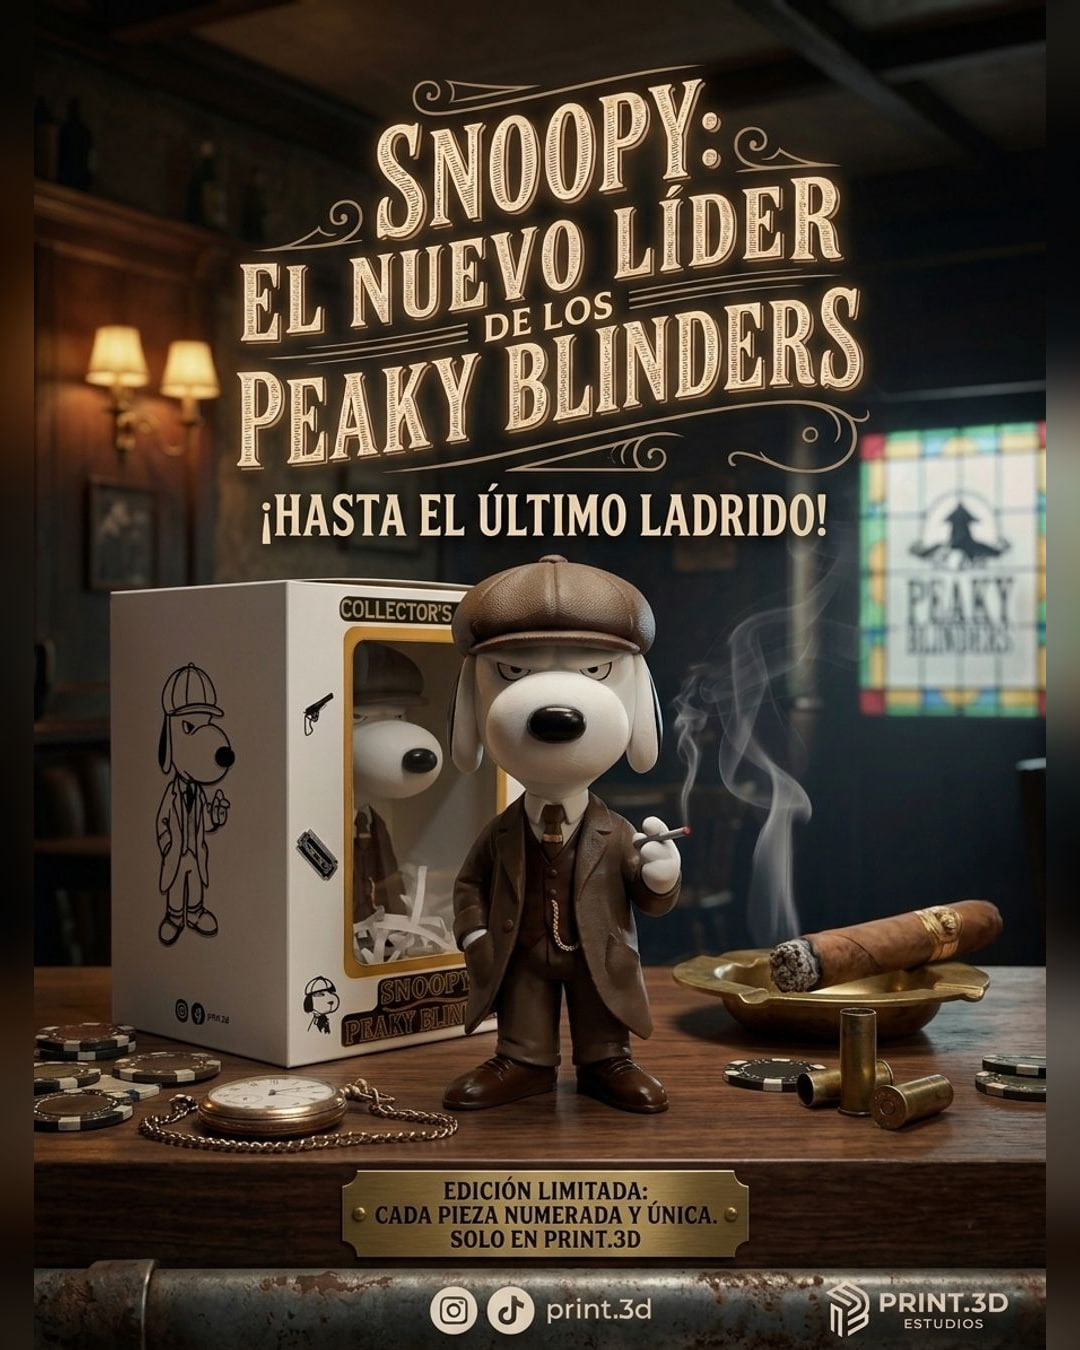 SNOOPY:
EL NUEVO LÍDER
DE LOS
PEAKY BLINDERS
¡HASTA EL ÚLTIMO LADRIDO!
COLLECTOR'S
PEAKY
BLINDERS
SNOOPY
PEAKY BLIN
print.3d
EDICIÓN LIMITADA:
CADA PIEZA NUMERADA Y ÚNICA.
SOLO EN PRINT.3D
print.3d
PRINT.3D
ESTUDIOS